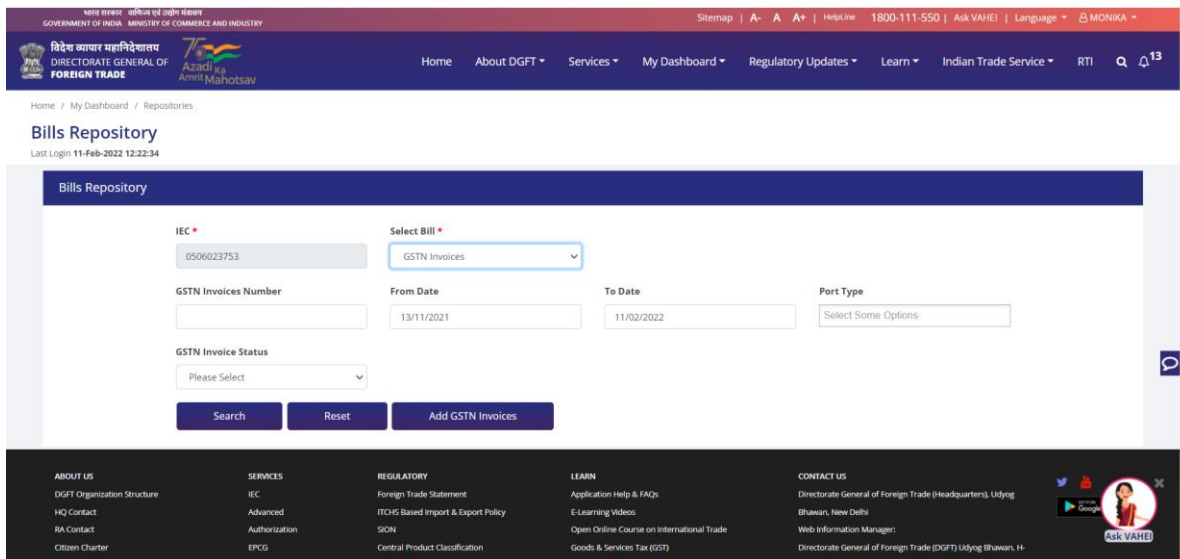 भारत सरकार वाणिज्य एवं उद्योग मंत्रालय
GOVERNMENT OF INDIA MINISTRY OF COMMERCE AND INDUSTRY
Sitemap | A- A A+ | HelpLine 1800-111-550 | Ask VAHEI | Language MONIKA
विदेश व्यापार महानिदेशालय
DIRECTORATE GENERAL OF
FOREIGN TRADE
75
Azadi Ka
Amrit Mahotsav
Home About DGFT Services My Dashboard Regulatory Updates Learn Indian Trade Service RTI 13
Home / My Dashboard / Repositories
Bills Repository
Last Login 11-Feb-2022 12:22:34
Bills Repository
IEC * Select Bill *
0506023753 GSTN Invoices
GSTN Invoices Number From Date To Date Port Type
13/11/2021 11/02/2022 Select Some Options
GSTN Invoice Status
Please Select
Search Reset Add GSTN Invoices
ABOUT US SERVICES REGULATORY LEARN CONTACT US
DGFT Organization Structure IEC Foreign Trade Statement Application Help & FAQs Directorate General of Foreign Trade (Headquarters), Udyog
HQ Contact Advanced ITCHS Based Import & Export Policy E-Learning Videos Bhawan, New Delhi
RA Contact Authorization SION Open Online Course on International Trade Web Information Manager:
Citizen Charter EPCG Central Product Classification Goods & Services Tax (GST) Directorate General of Foreign Trade (DGFT) Udyog Bhawan, H-
Ask VAHEI